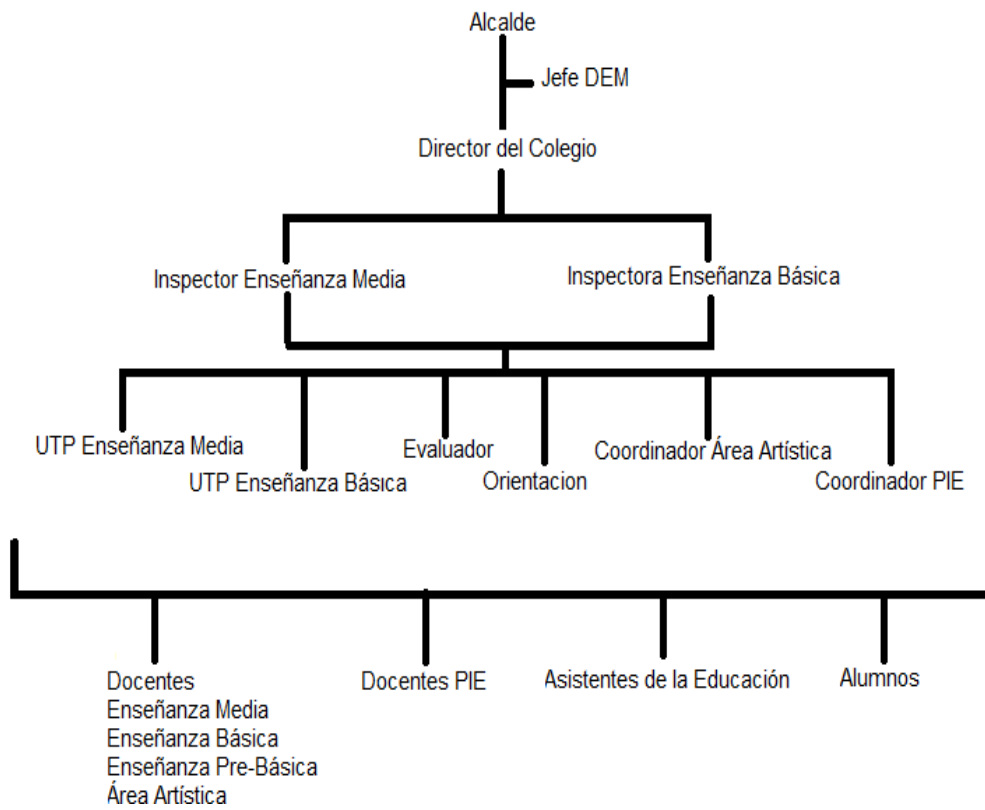 Alcalde
Jefe DEM
Director del Colegio
Inspector Enseñanza Media
Inspectora Enseñanza Básica
UTP Enseñanza Media
UTP Enseñanza Básica
Evaluador
Orientacion
Coordinador Área Artística
Coordinador PIE
Docentes
Enseñanza Media
Enseñanza Básica
Enseñanza Pre-Básica
Área Artística
Docentes PIE
Asistentes de la Educación
Alumnos